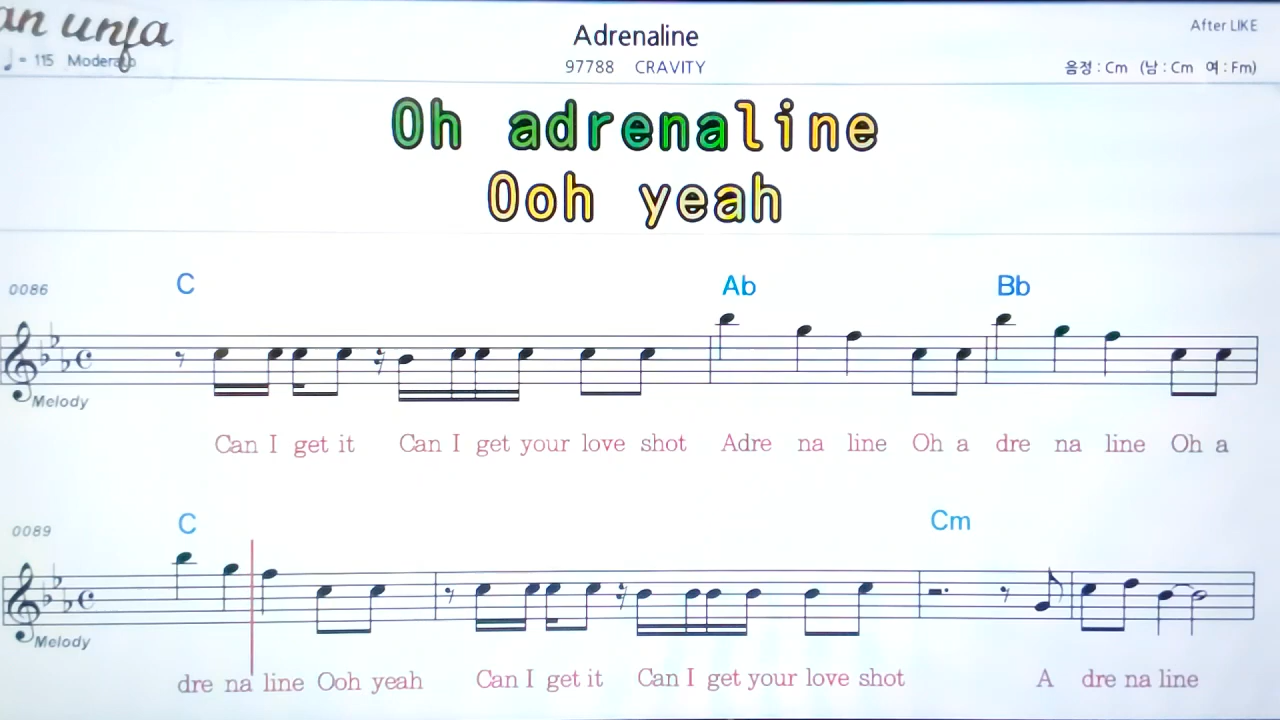 an unfa
Adrenaline
After LIKE
♩= 115 Moderato
97788 CRAVITY
음정 : Cm (남 : Cm 여 : Fm)
Oh adrenaline
Ooh yeah
0086 C Ab Bb
Melody
Can I get it Can I get your love shot Adre na line Oh a dre na line Oh a
0089 C Cm
Melody
dre na line Ooh yeah Can I get it Can I get your love shot A dre na line